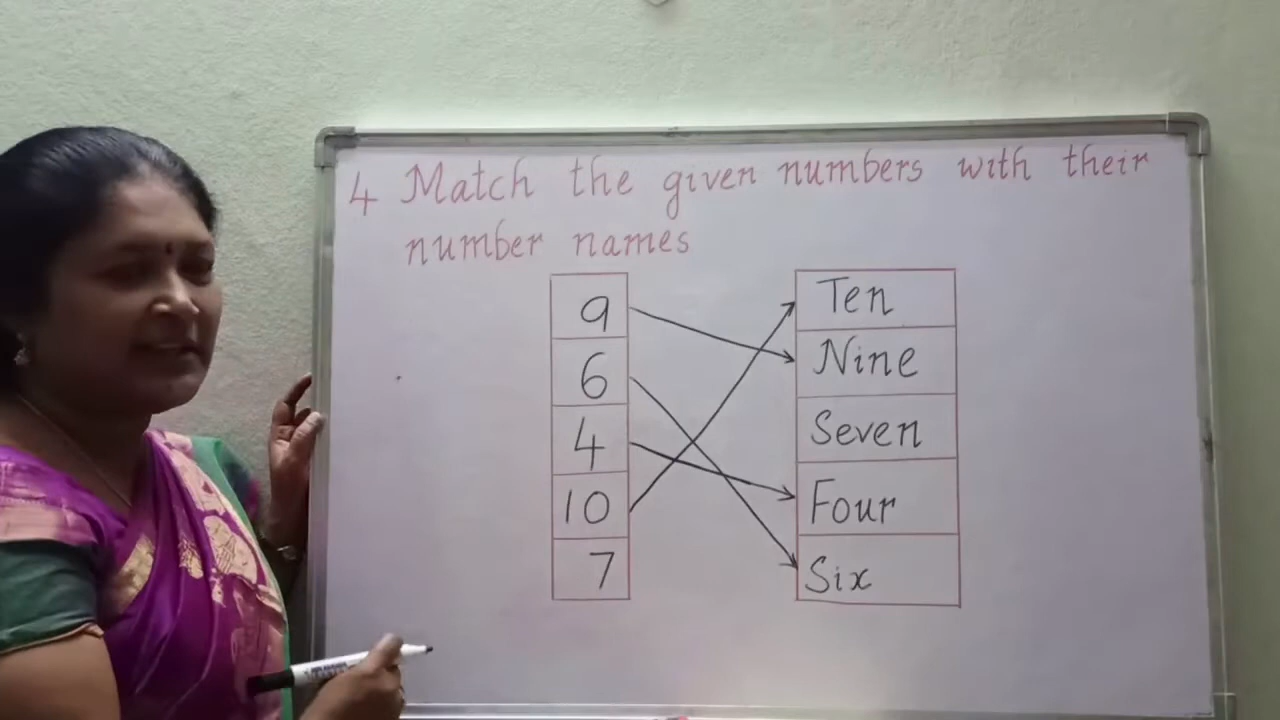 4 Match the given numbers with their
number names
9 Ten
6 Nine
4 Seven
10 Four
7 Six